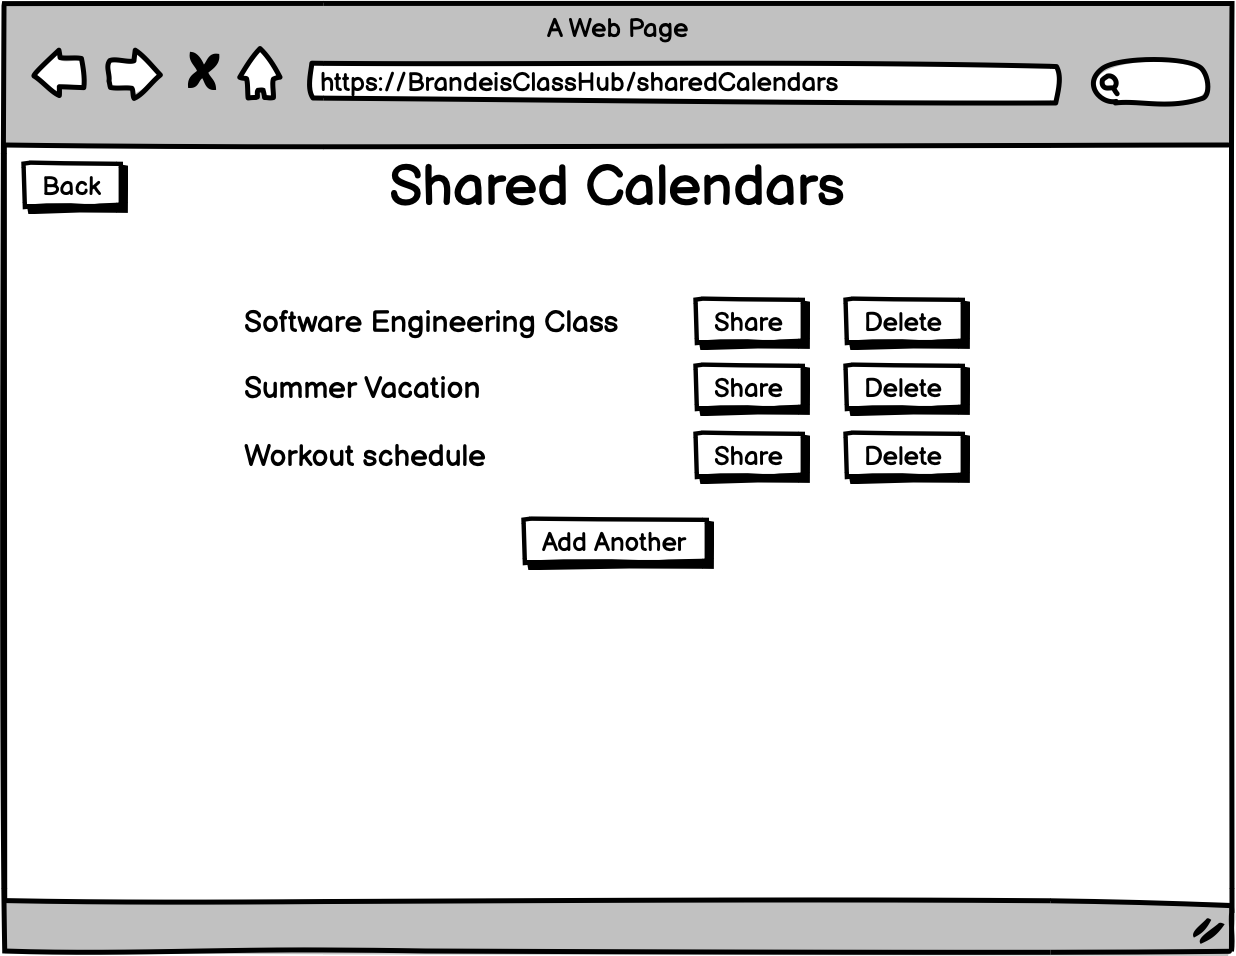 A Web Page
https://BrandeisClassHub/sharedCalendars
Back
Shared Calendars
Software Engineering Class Share Delete
Summer Vacation Share Delete
Workout schedule Share Delete
Add Another